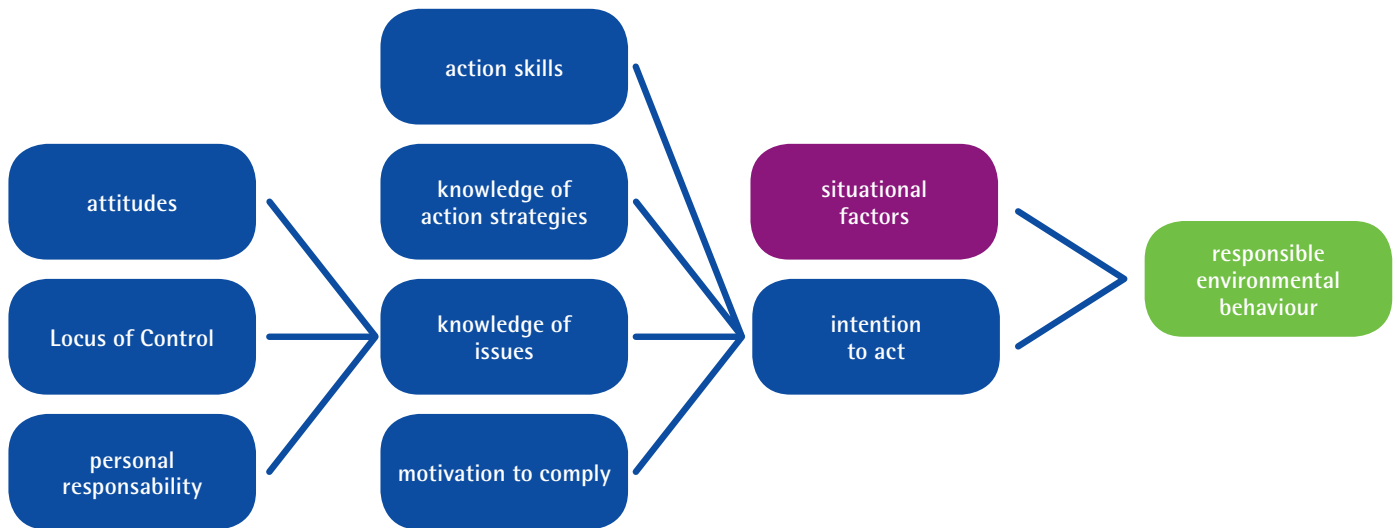 attitudes
Locus of Control
personal
responsability
action skills
knowledge of
action strategies
knowledge of
issues
motivation to comply
situational
factors
intention
to act
responsible
environmental
behaviour